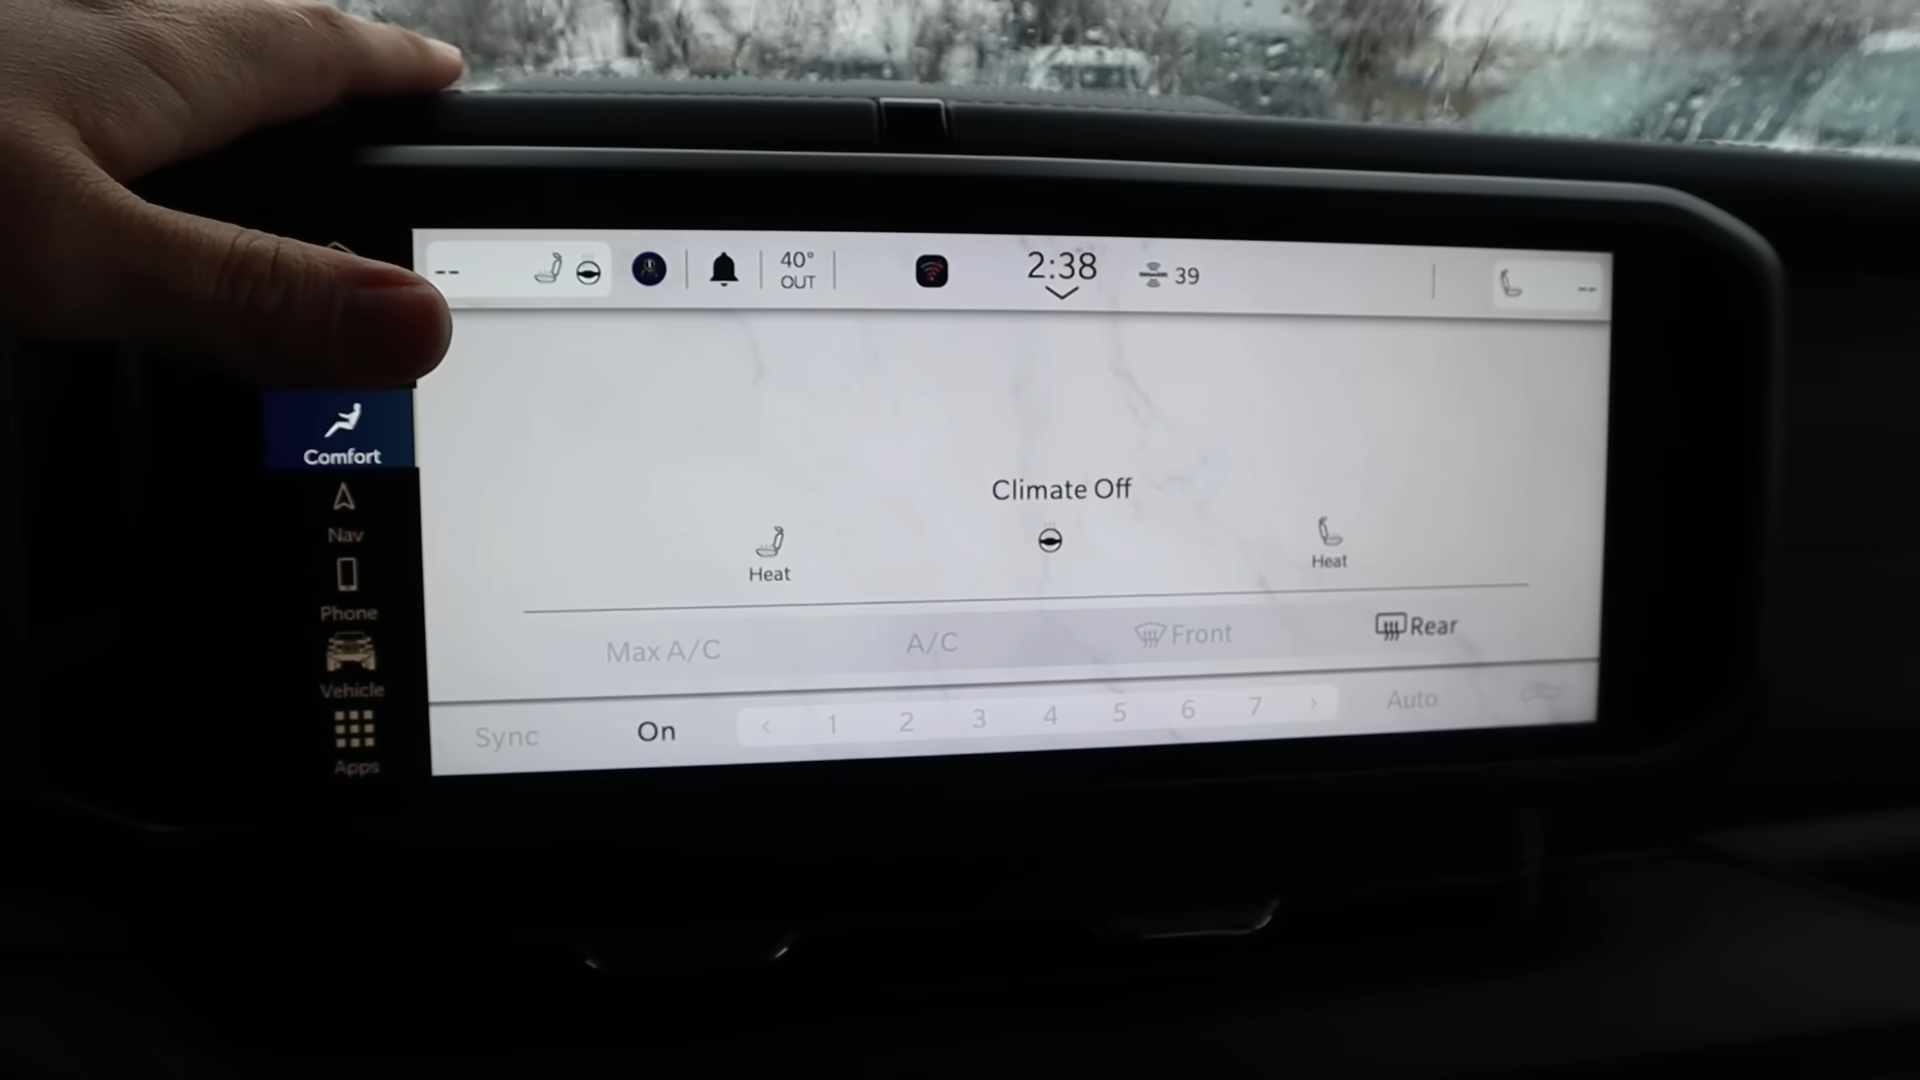 -- 40° OUT 2:38 39 --
Comfort
Nav
Phone
Vehicle
Apps
Climate Off
Heat Heat
Max A/C A/C Front Rear
Sync On < 1 2 3 4 5 6 7 > Auto